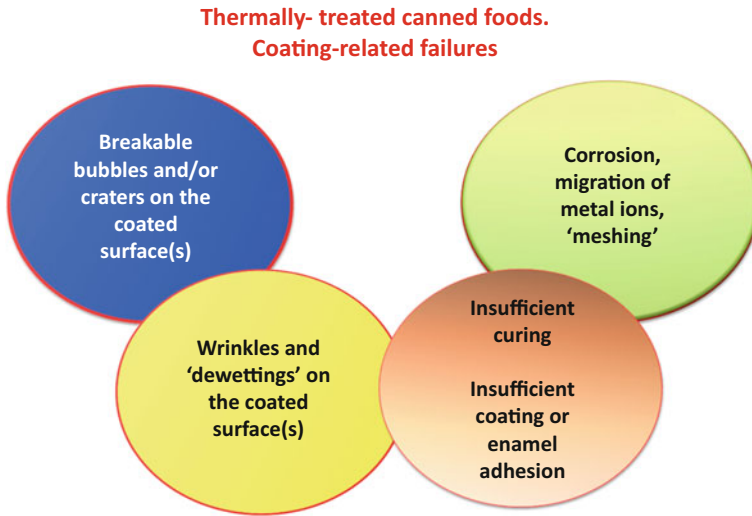 Thermally- treated canned foods.
Coating-related failures
Breakable
bubbles and/or
craters on the
coated
surface(s)
Corrosion,
migration of
metal ions,
‘meshing’
Wrinkles and
‘dewettings’ on
the coated
surface(s)
Insufficient
curing
Insufficient
coating or
enamel
adhesion